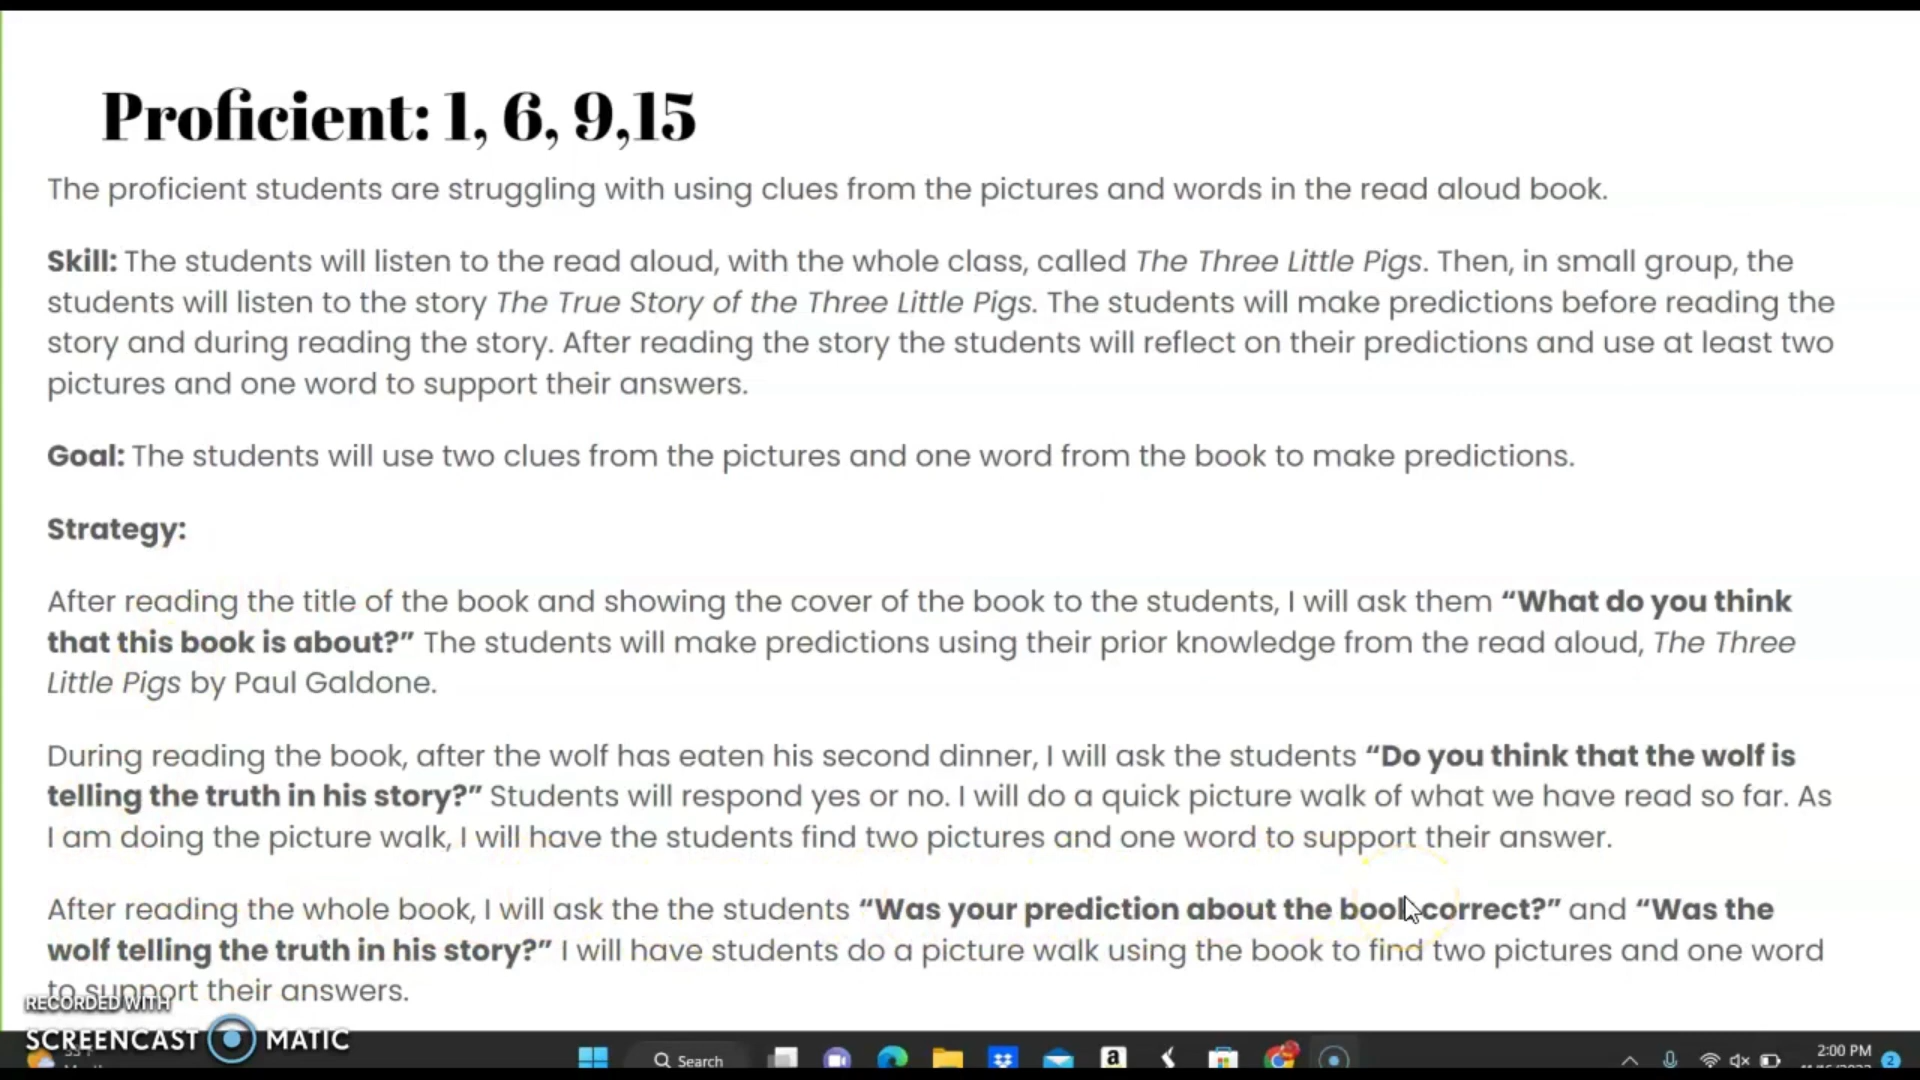 Proficient: 1, 6, 9,15
The proficient students are struggling with using clues from the pictures and words in the read aloud book.
Skill: The students will listen to the read aloud, with the whole class, called The Three Little Pigs. Then, in small group, the
students will listen to the story The True Story of the Three Little Pigs. The students will make predictions before reading the
story and during reading the story. After reading the story the students will reflect on their predictions and use at least two
pictures and one word to support their answers.
Goal: The students will use two clues from the pictures and one word from the book to make predictions.
Strategy:
After reading the title of the book and showing the cover of the book to the students, I will ask them “What do you think
that this book is about?” The students will make predictions using their prior knowledge from the read aloud, The Three
Little Pigs by Paul Galdone.
During reading the book, after the wolf has eaten his second dinner, I will ask the students “Do you think that the wolf is
telling the truth in his story?” Students will respond yes or no. I will do a quick picture walk of what we have read so far. As
I am doing the picture walk, I will have the students find two pictures and one word to support their answer.
After reading the whole book, I will ask the the students “Was your prediction about the book correct?” and “Was the
wolf telling the truth in his story?” I will have students do a picture walk using the book to find two pictures and one word
to support their answers.
RECORDED WITH
SCREENCAST MATIC
Search
a
2:00 PM
2